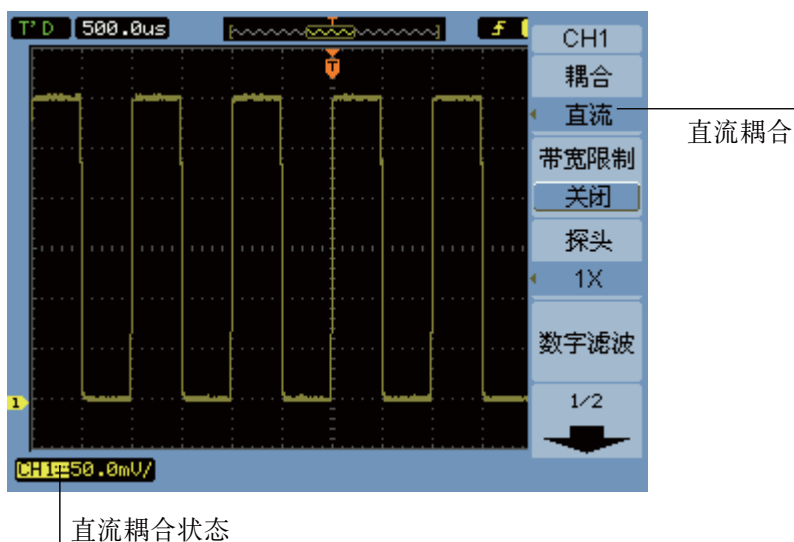 T'D 500.0us
T
CH1
耦合
直流
直流耦合
带宽限制
关闭
探头
1X
数字滤波
1/2
1
CH1 50.0mV/
直流耦合状态